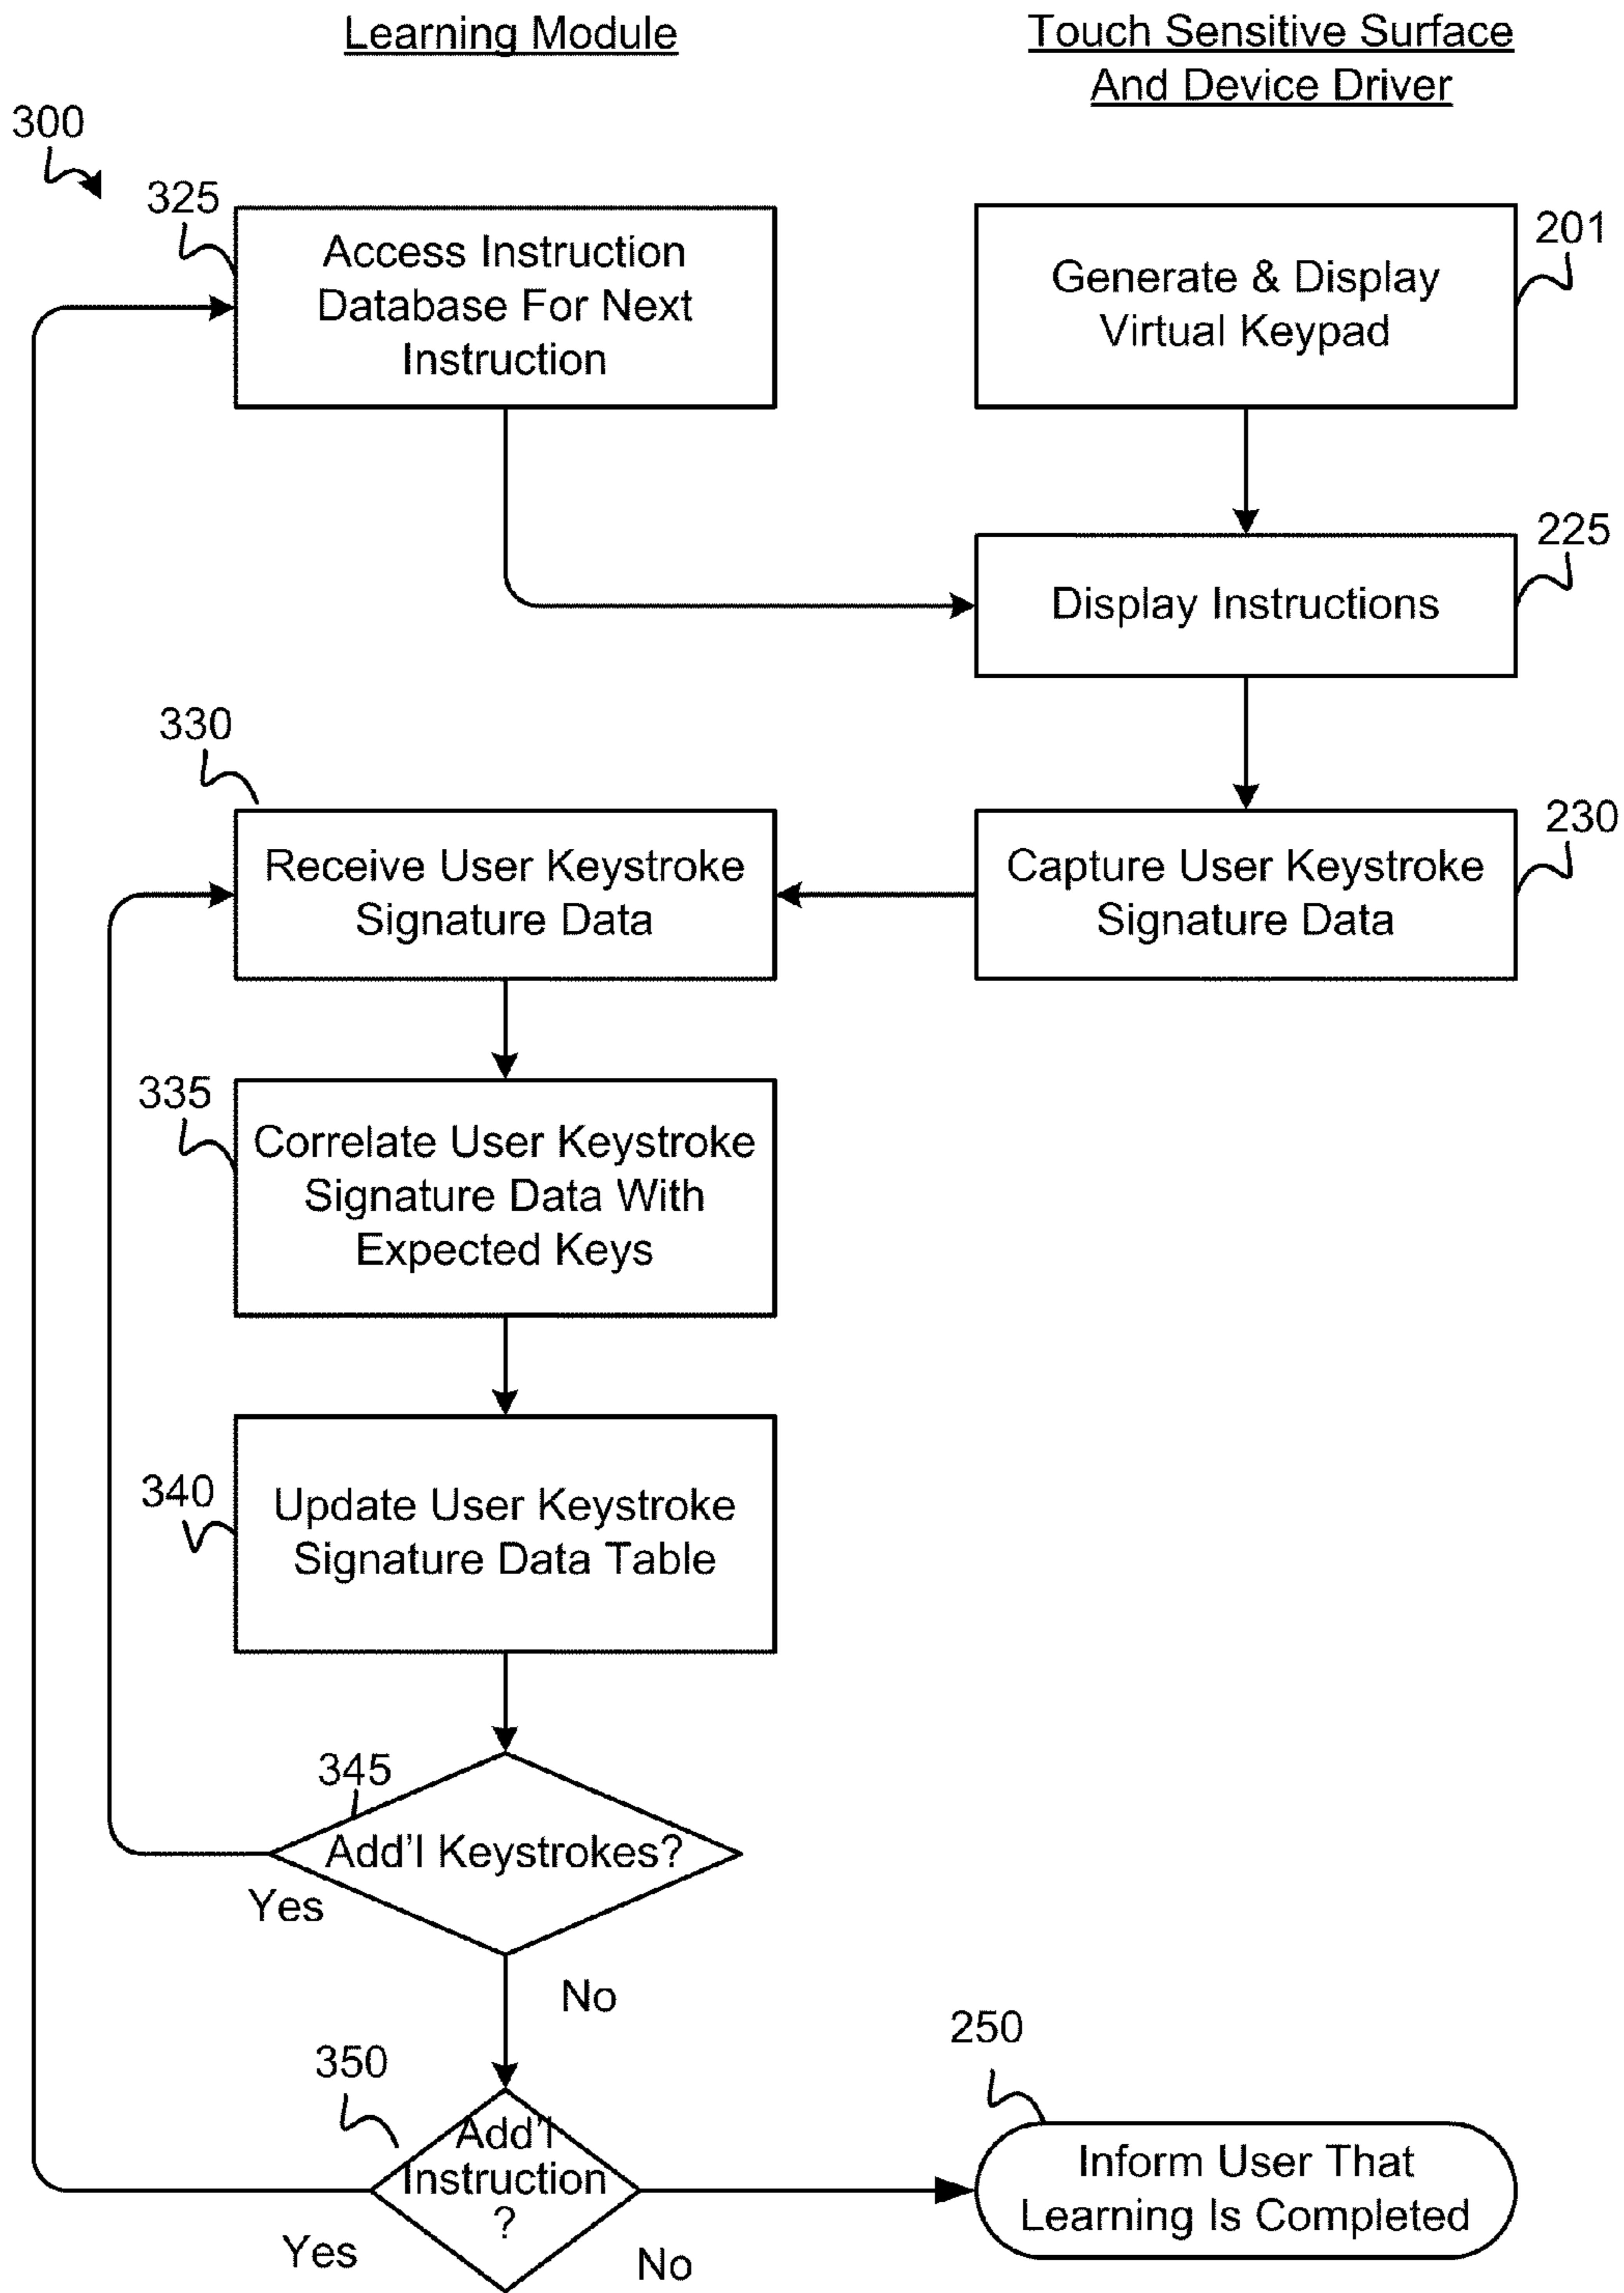 Learning Module
Touch Sensitive Surface
And Device Driver
300
325
Access Instruction
Database For Next
Instruction
201
Generate & Display
Virtual Keypad
225
Display Instructions
330
Receive User Keystroke
Signature Data
230
Capture User Keystroke
Signature Data
335
Correlate User Keystroke
Signature Data With
Expected Keys
340
Update User Keystroke
Signature Data Table
345
Add'l Keystrokes?
Yes
No
350
Add'l
Instruction
?
Yes
No
250
Inform User That
Learning Is Completed